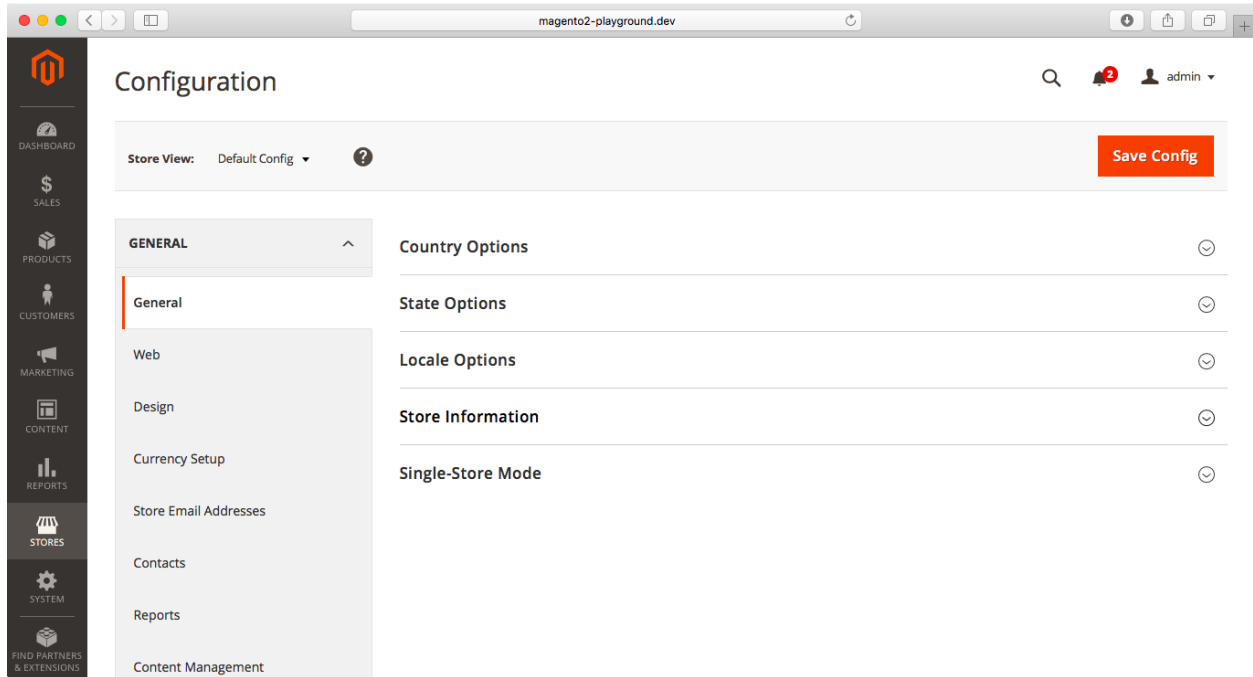 magento2-playground.dev
Configuration
2
admin
DASHBOARD
SALES
PRODUCTS
CUSTOMERS
MARKETING
CONTENT
REPORTS
STORES
SYSTEM
FIND PARTNERS
& EXTENSIONS
Store View: Default Config ?
Save Config
GENERAL
General
Web
Design
Currency Setup
Store Email Addresses
Contacts
Reports
Content Management
Country Options
State Options
Locale Options
Store Information
Single-Store Mode